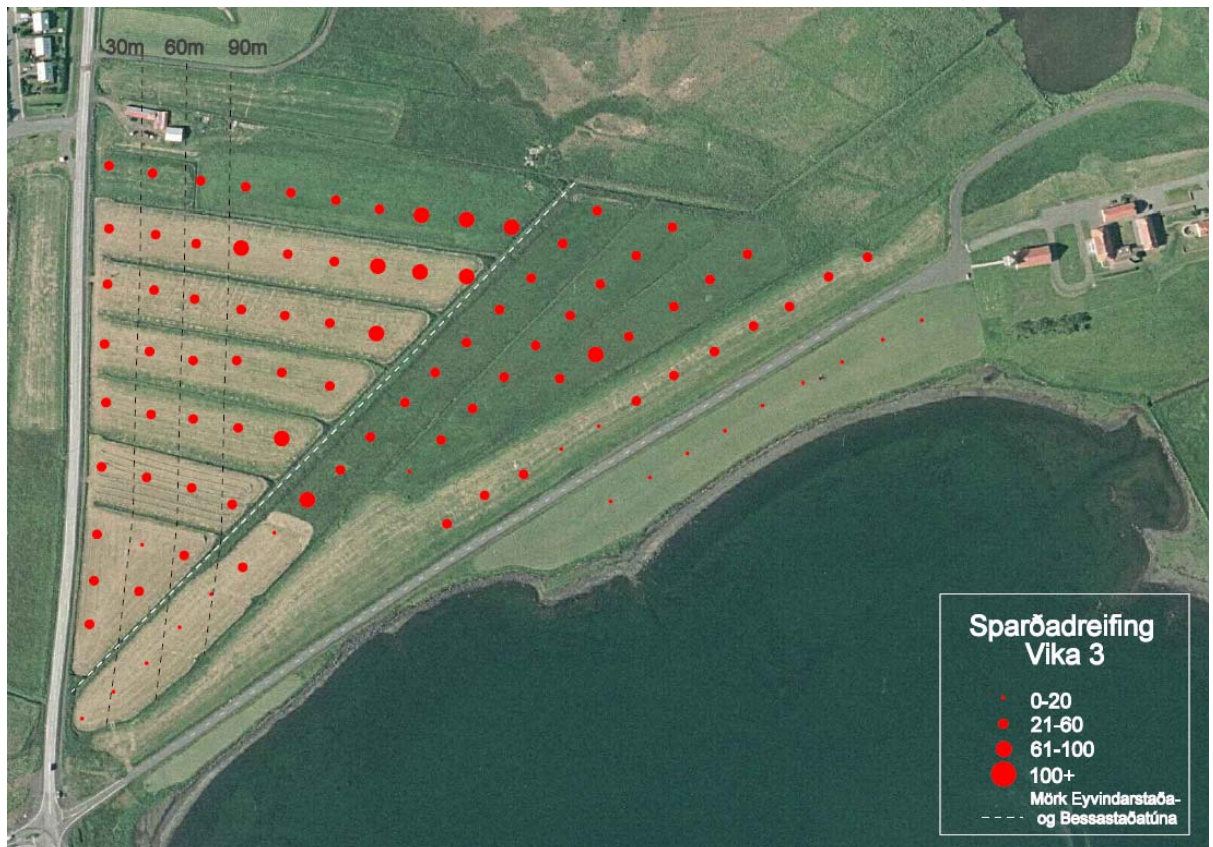 30m 60m 90m
Sparðadreifing
Vika 3
0-20
21-60
61-100
100+
Mörk Eyvindarstaða-
og Bessastaðatúna